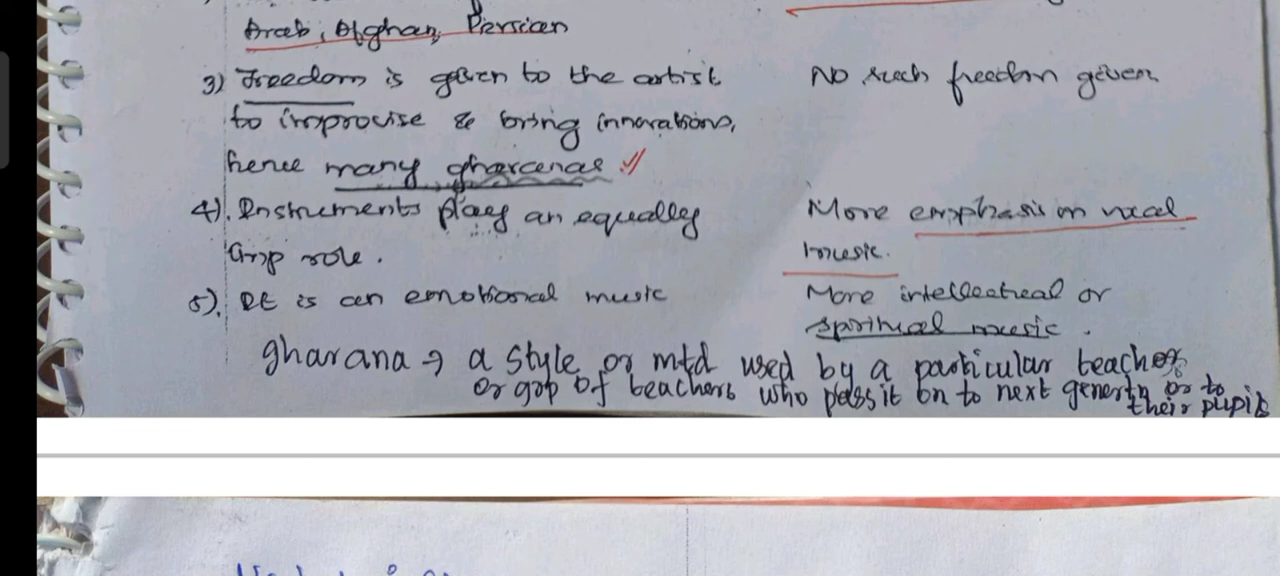 Arab, Afghan, Persian
3) Freedom is given to the artist
No such freedom given
to improvise & bring innovations,
hence many gharanas
4). Instruments play an equally
More emphasis on vocal
imp role.
music.
5). It is an emotional music
More intellectual or
spritual music.
gharana → a style or mtd used by a particular teacher
or grp of teachers who pass it on to next genertn or to
their pupils